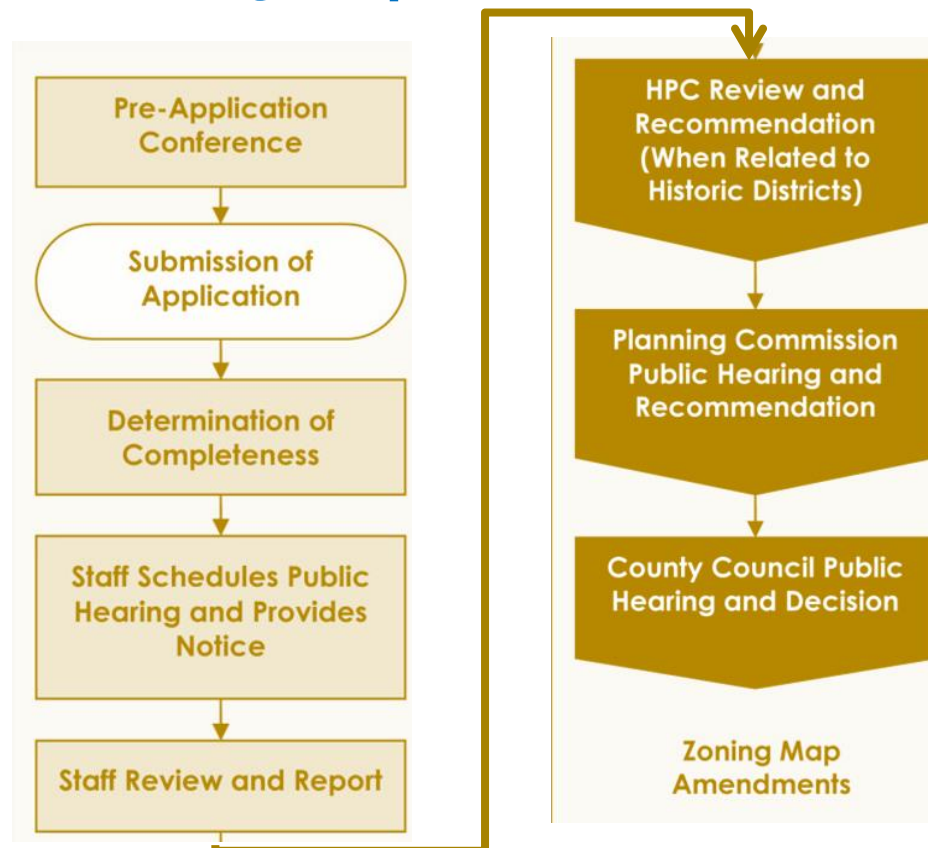 Pre-Application
Conference
Submission of
Application
Determination of
Completeness
Staff Schedules Public
Hearing and Provides
Notice
Staff Review and Report
HPC Review and
Recommendation
(When Related to
Historic Districts)
Planning Commission
Public Hearing and
Recommendation
County Council Public
Hearing and Decision
Zoning Map
Amendments